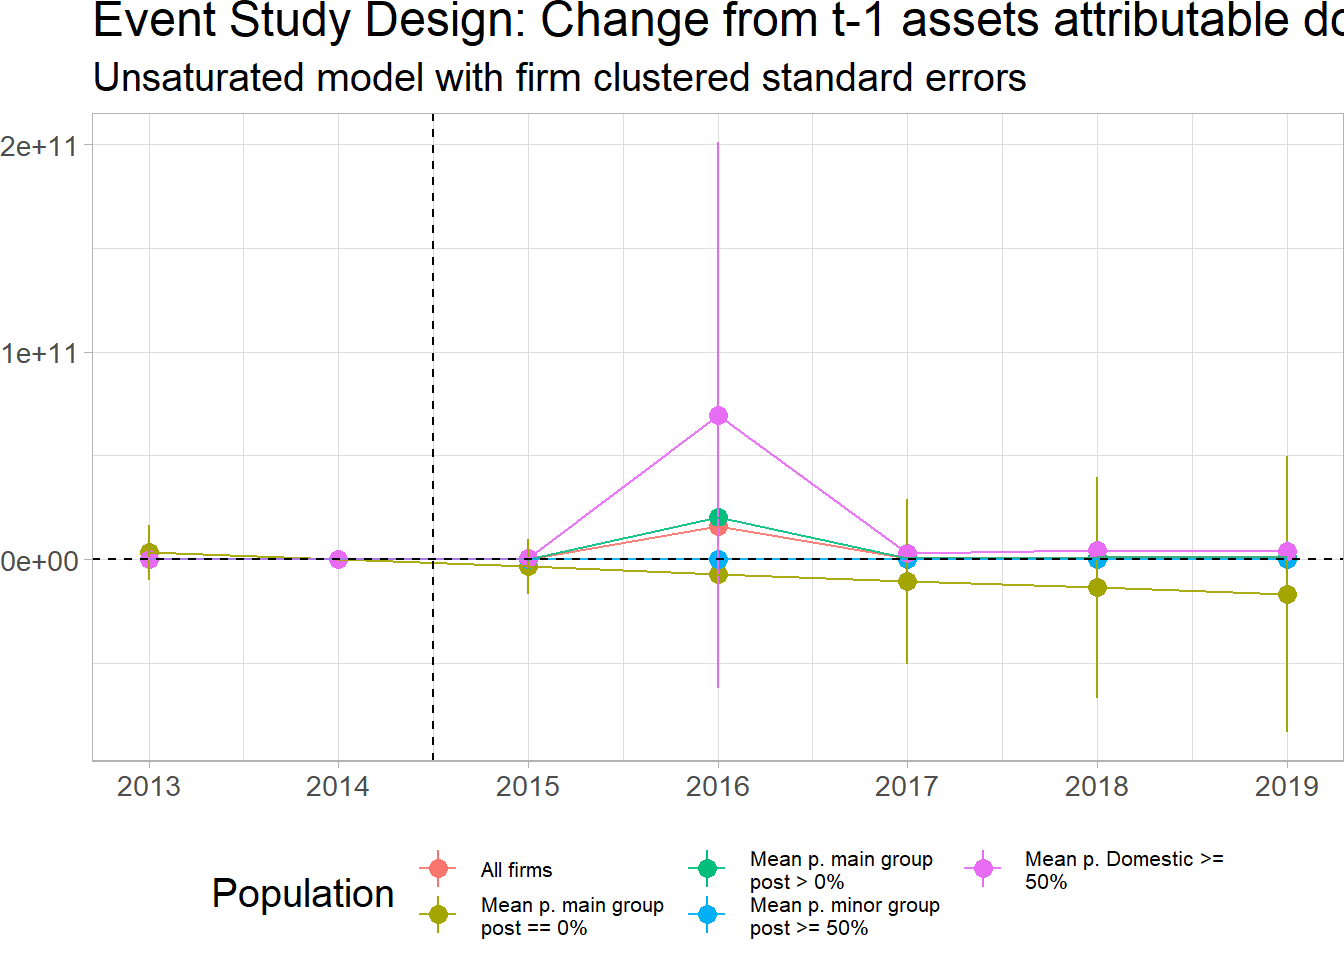 Event Study Design: Change from t-1 assets attributable
Unsaturated model with firm clustered standard errors
2e+11
1e+11
0e+00
2013 2014 2015 2016 2017 2018 2019
Population
All firms
Mean p. main group
post == 0%
Mean p. main group
post > 0%
Mean p. minor group
post >= 50%
Mean p. Domestic >=
50%